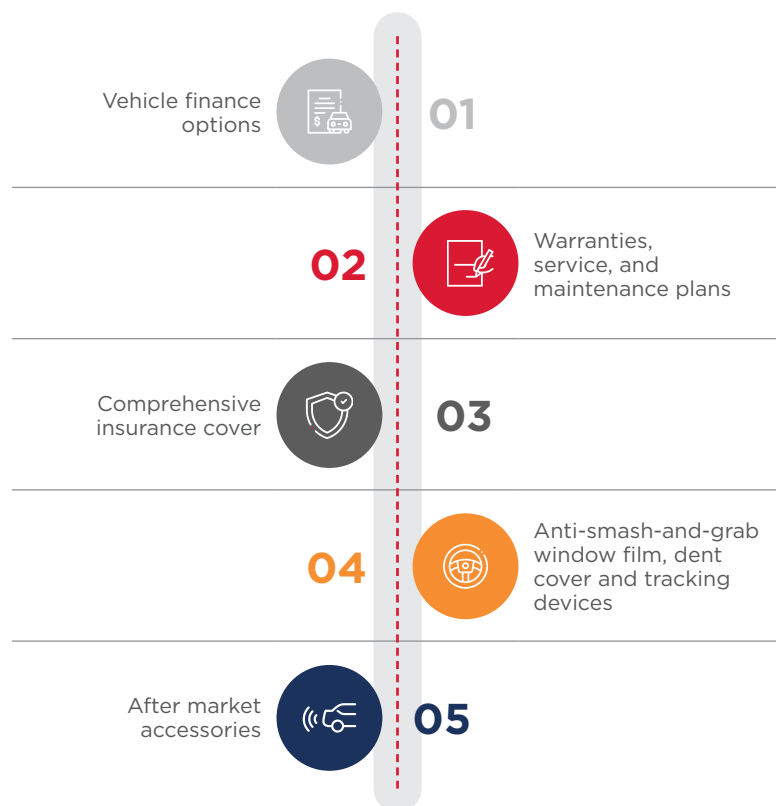 Vehicle finance
options
01
02
Warranties,
service, and
maintenance plans
Comprehensive
insurance cover
03
04
Anti-smash-and-grab
window film, dent
cover and tracking
devices
After market
accessories
05